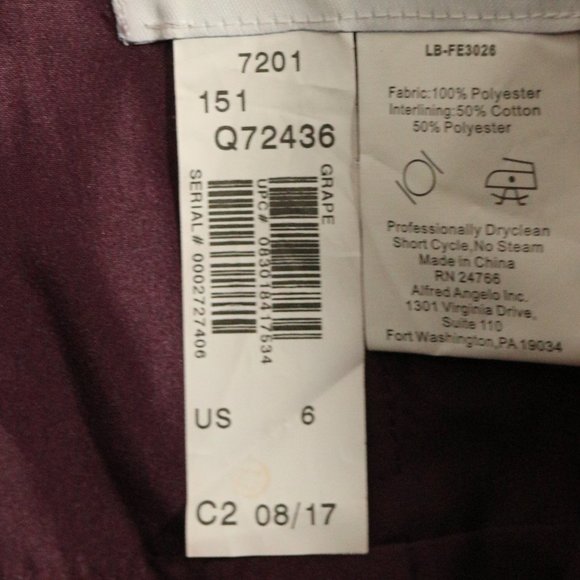 7201
151
Q72436
GRAPE
UPC# 083018417534
SERIAL# 0002727406
US 6
C2 08/17
LB-FE3026
Fabric:100% Polyester
Interlining:50% Cotton
50% Polyester
Professionally Dryclean
Short Cycle,No Steam
Made in China
RN 24766
Alfred Angelo Inc.
1301 Virginia Drive,
Suite 110
Fort Washington,PA 19034